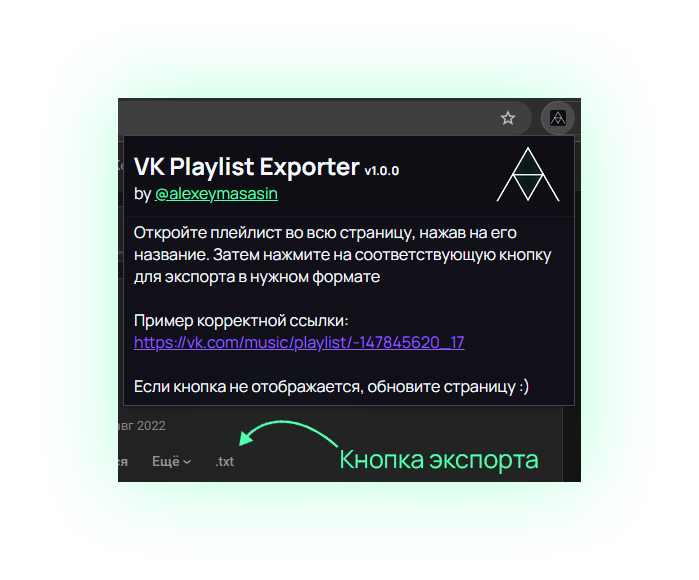 VK Playlist Exporter v1.0.0
by @alexeymasasin
Откройте плейлист во всю страницу, нажав на его
название. Затем нажмите на соответствующую кнопку
для экспорта в нужном формате
Пример корректной ссылки:
https://vk.com/music/playlist/-147845620_17
Если кнопка не отображается, обновите страницу :)
авг 2022
ся Ещё .txt
Кнопка экспорта